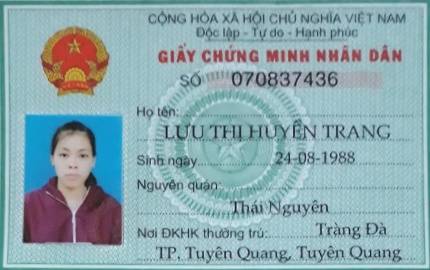 CỘNG HÒA XÃ HỘI CHỦ NGHĨA VIỆT NAM
Độc lập - Tự do - Hạnh phúc
GIẤY CHỨNG MINH NHÂN DÂN
SỐ 070837436
Họ tên: LƯU THỊ HUYỀN TRANG
Sinh ngày 24-08-1988
Nguyên quán: Thái Nguyên
Nơi ĐKHK thường trú: Tràng Đà
TP. Tuyên Quang, Tuyên Quang